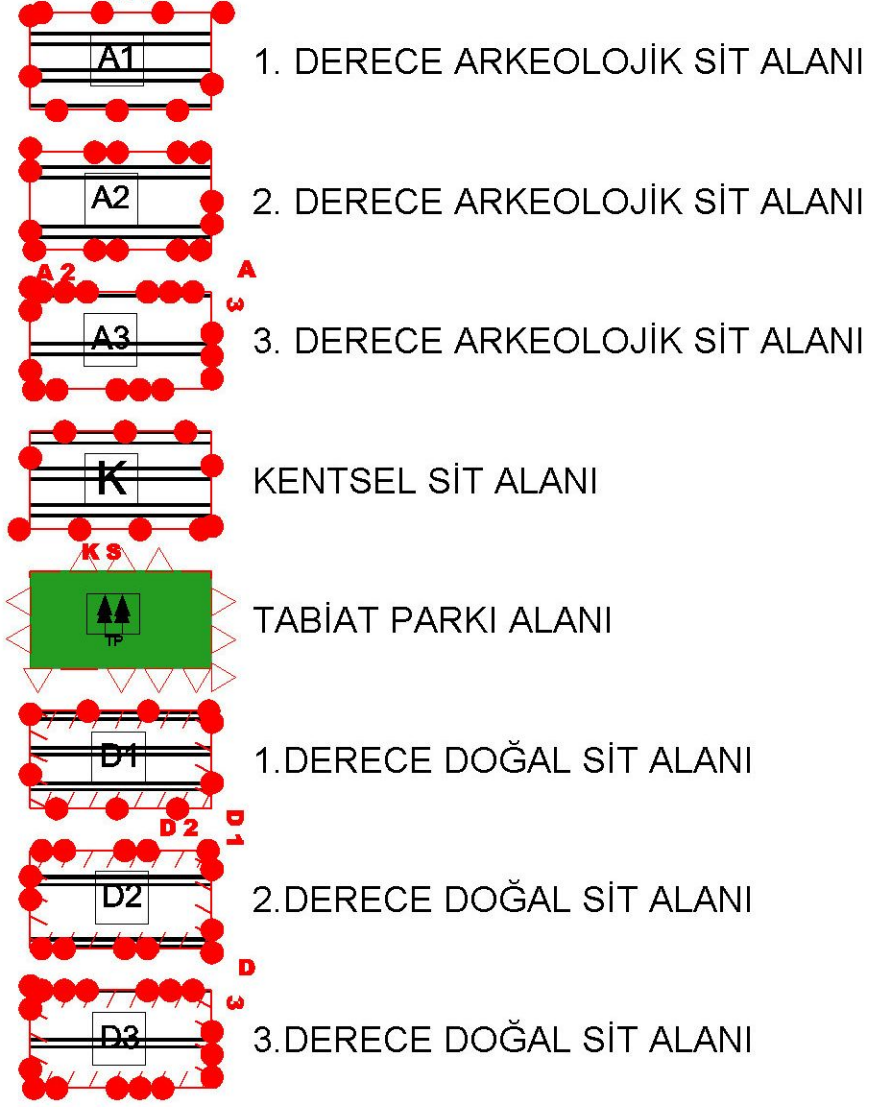 A1 1. DERECE ARKEOLOJİK SİT ALANI
A2 2. DERECE ARKEOLOJİK SİT ALANI
A 2 A 3
A3 3. DERECE ARKEOLOJİK SİT ALANI
K KENTSEL SİT ALANI
K S
TP TABİAT PARKI ALANI
D1 1.DERECE DOĞAL SİT ALANI
D 2 D 1
D2 2.DERECE DOĞAL SİT ALANI
D 3
D3 3.DERECE DOĞAL SİT ALANI